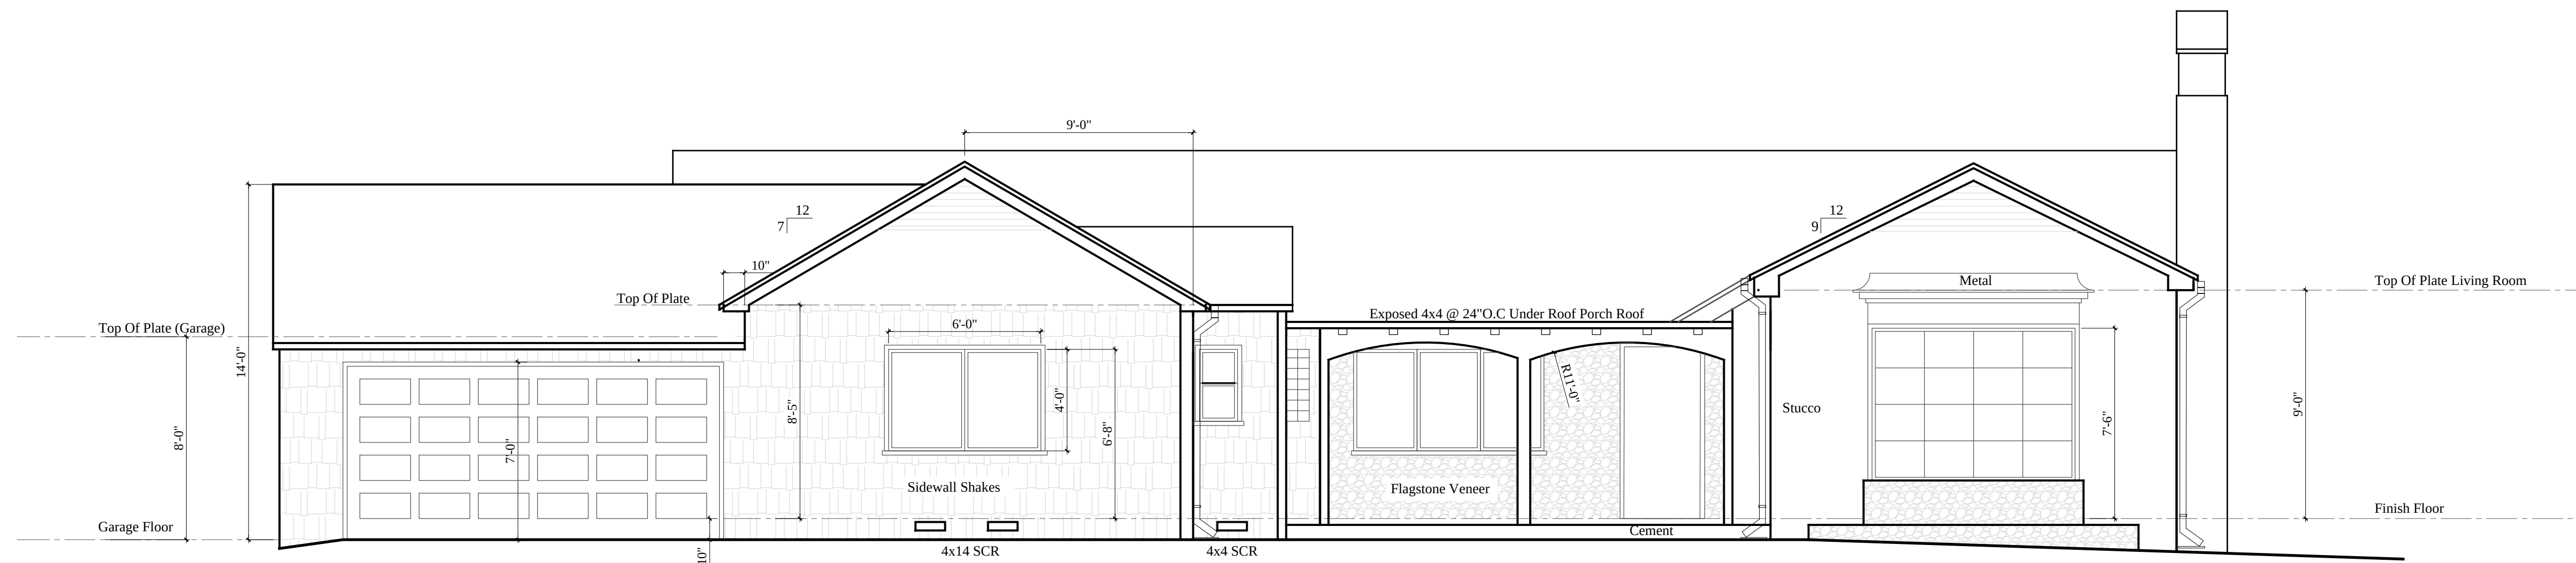 9'-0"
12
7
12
9
10"
Top Of Plate
Metal
Top Of Plate Living Room
Top Of Plate (Garage)
6'-0"
Exposed 4x4 @ 24"O.C Under Roof Porch Roof
14'-0"
8'-0"
7'-0"
8'-5"
4'-0"
6'-8"
R11'-0"
Stucco
7'-6"
9'-0"
Sidewall Shakes
Flagstone Veneer
Garage Floor
Finish Floor
Cement
10"
4x14 SCR
4x4 SCR